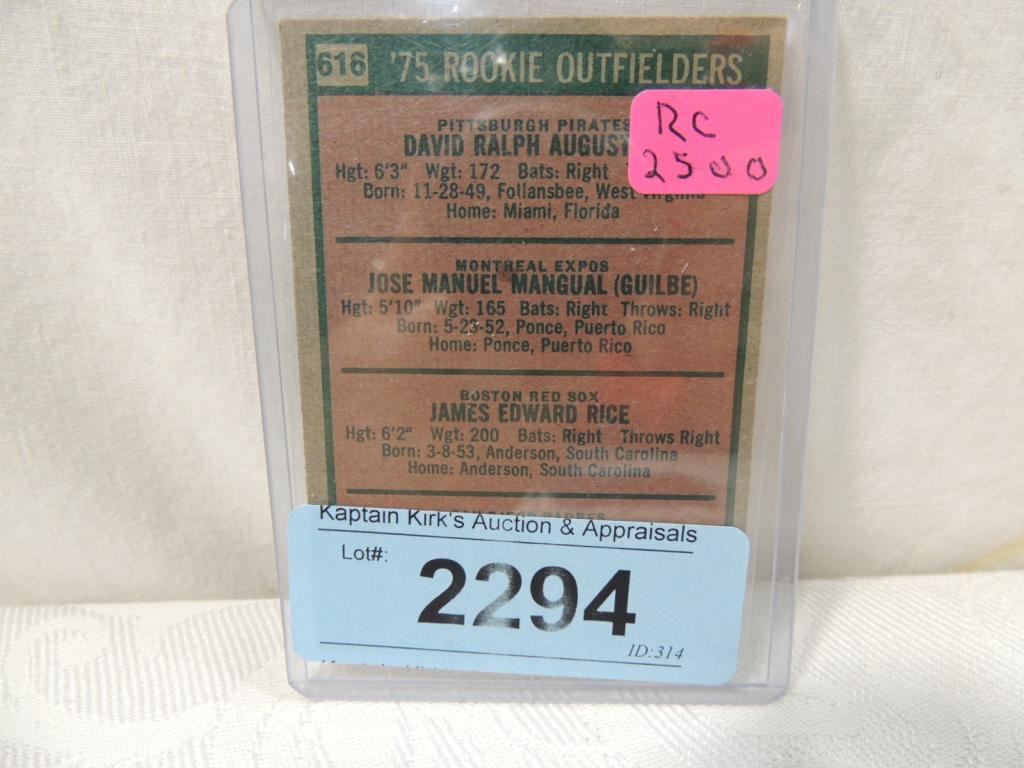 616 '75 ROOKIE OUTFIELDERS
RC
2500
PITTSBURGH PIRATES
DAVID RALPH AUGUST
Hgt: 6'3" Wgt: 172 Bats: Right
Born: 11-28-49, Follansbee, West Virginia
Home: Miami, Florida
MONTREAL EXPOS
JOSE MANUEL MANGUAL (GUILBE)
Hgt: 5'10" Wgt: 165 Bats: Right Throws: Right
Born: 5-23-52, Ponce, Puerto Rico
Home: Ponce, Puerto Rico
BOSTON RED SOX
JAMES EDWARD RICE
Hgt: 6'2" Wgt: 200 Bats: Right Throws Right
Born: 3-8-53, Anderson, South Carolina
Home: Anderson, South Carolina
Kaptain Kirk's Auction & Appraisals
Lot#:
2294
ID:314